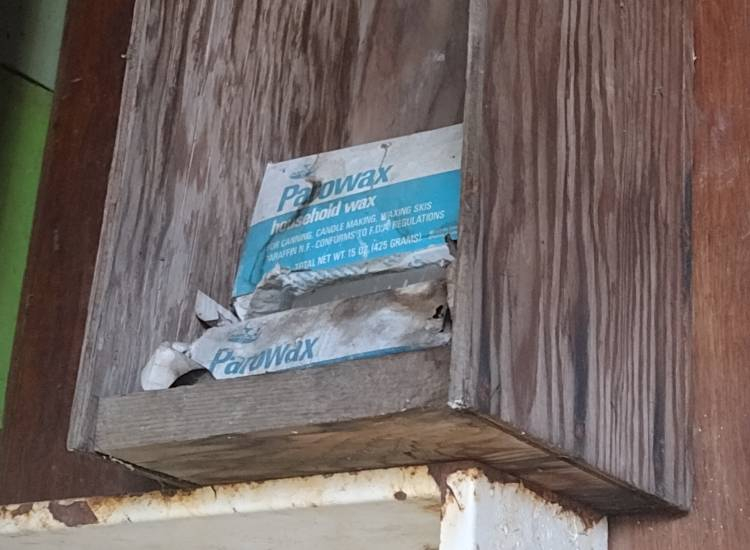 Parowax
household wax
FOR CANNING, CANDLE MAKING, WAXING SKIS
PARAFFIN N.F.-CONFORMS TO F.D.A. REGULATIONS
TOTAL NET WT. 15 OZ. (425 GRAMS)
Parowax